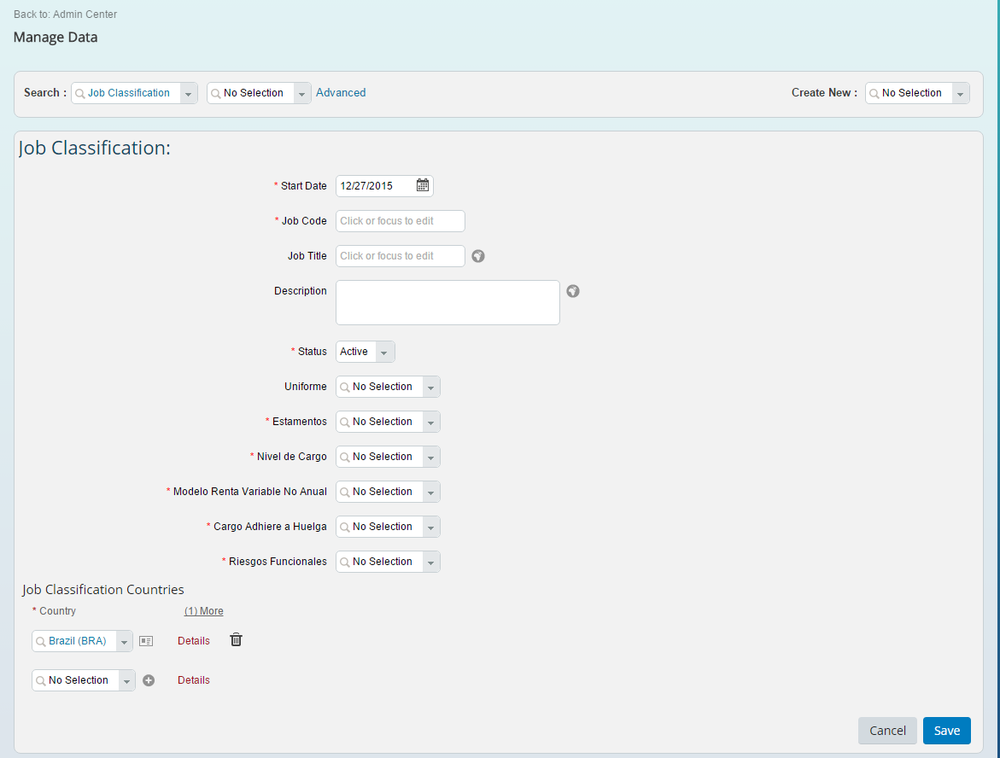 Back to: Admin Center
Manage Data
Search : Job Classification No Selection Advanced Create New : No Selection
Job Classification:
* Start Date 12/27/2015
* Job Code Click or focus to edit
Job Title Click or focus to edit
Description
* Status Active
Uniforme No Selection
* Estamentos No Selection
* Nivel de Cargo No Selection
* Modelo Renta Variable No Anual No Selection
* Cargo Adhiere a Huelga No Selection
* Riesgos Funcionales No Selection
Job Classification Countries
* Country (1) More
Brazil (BRA) Details
No Selection Details
Cancel Save